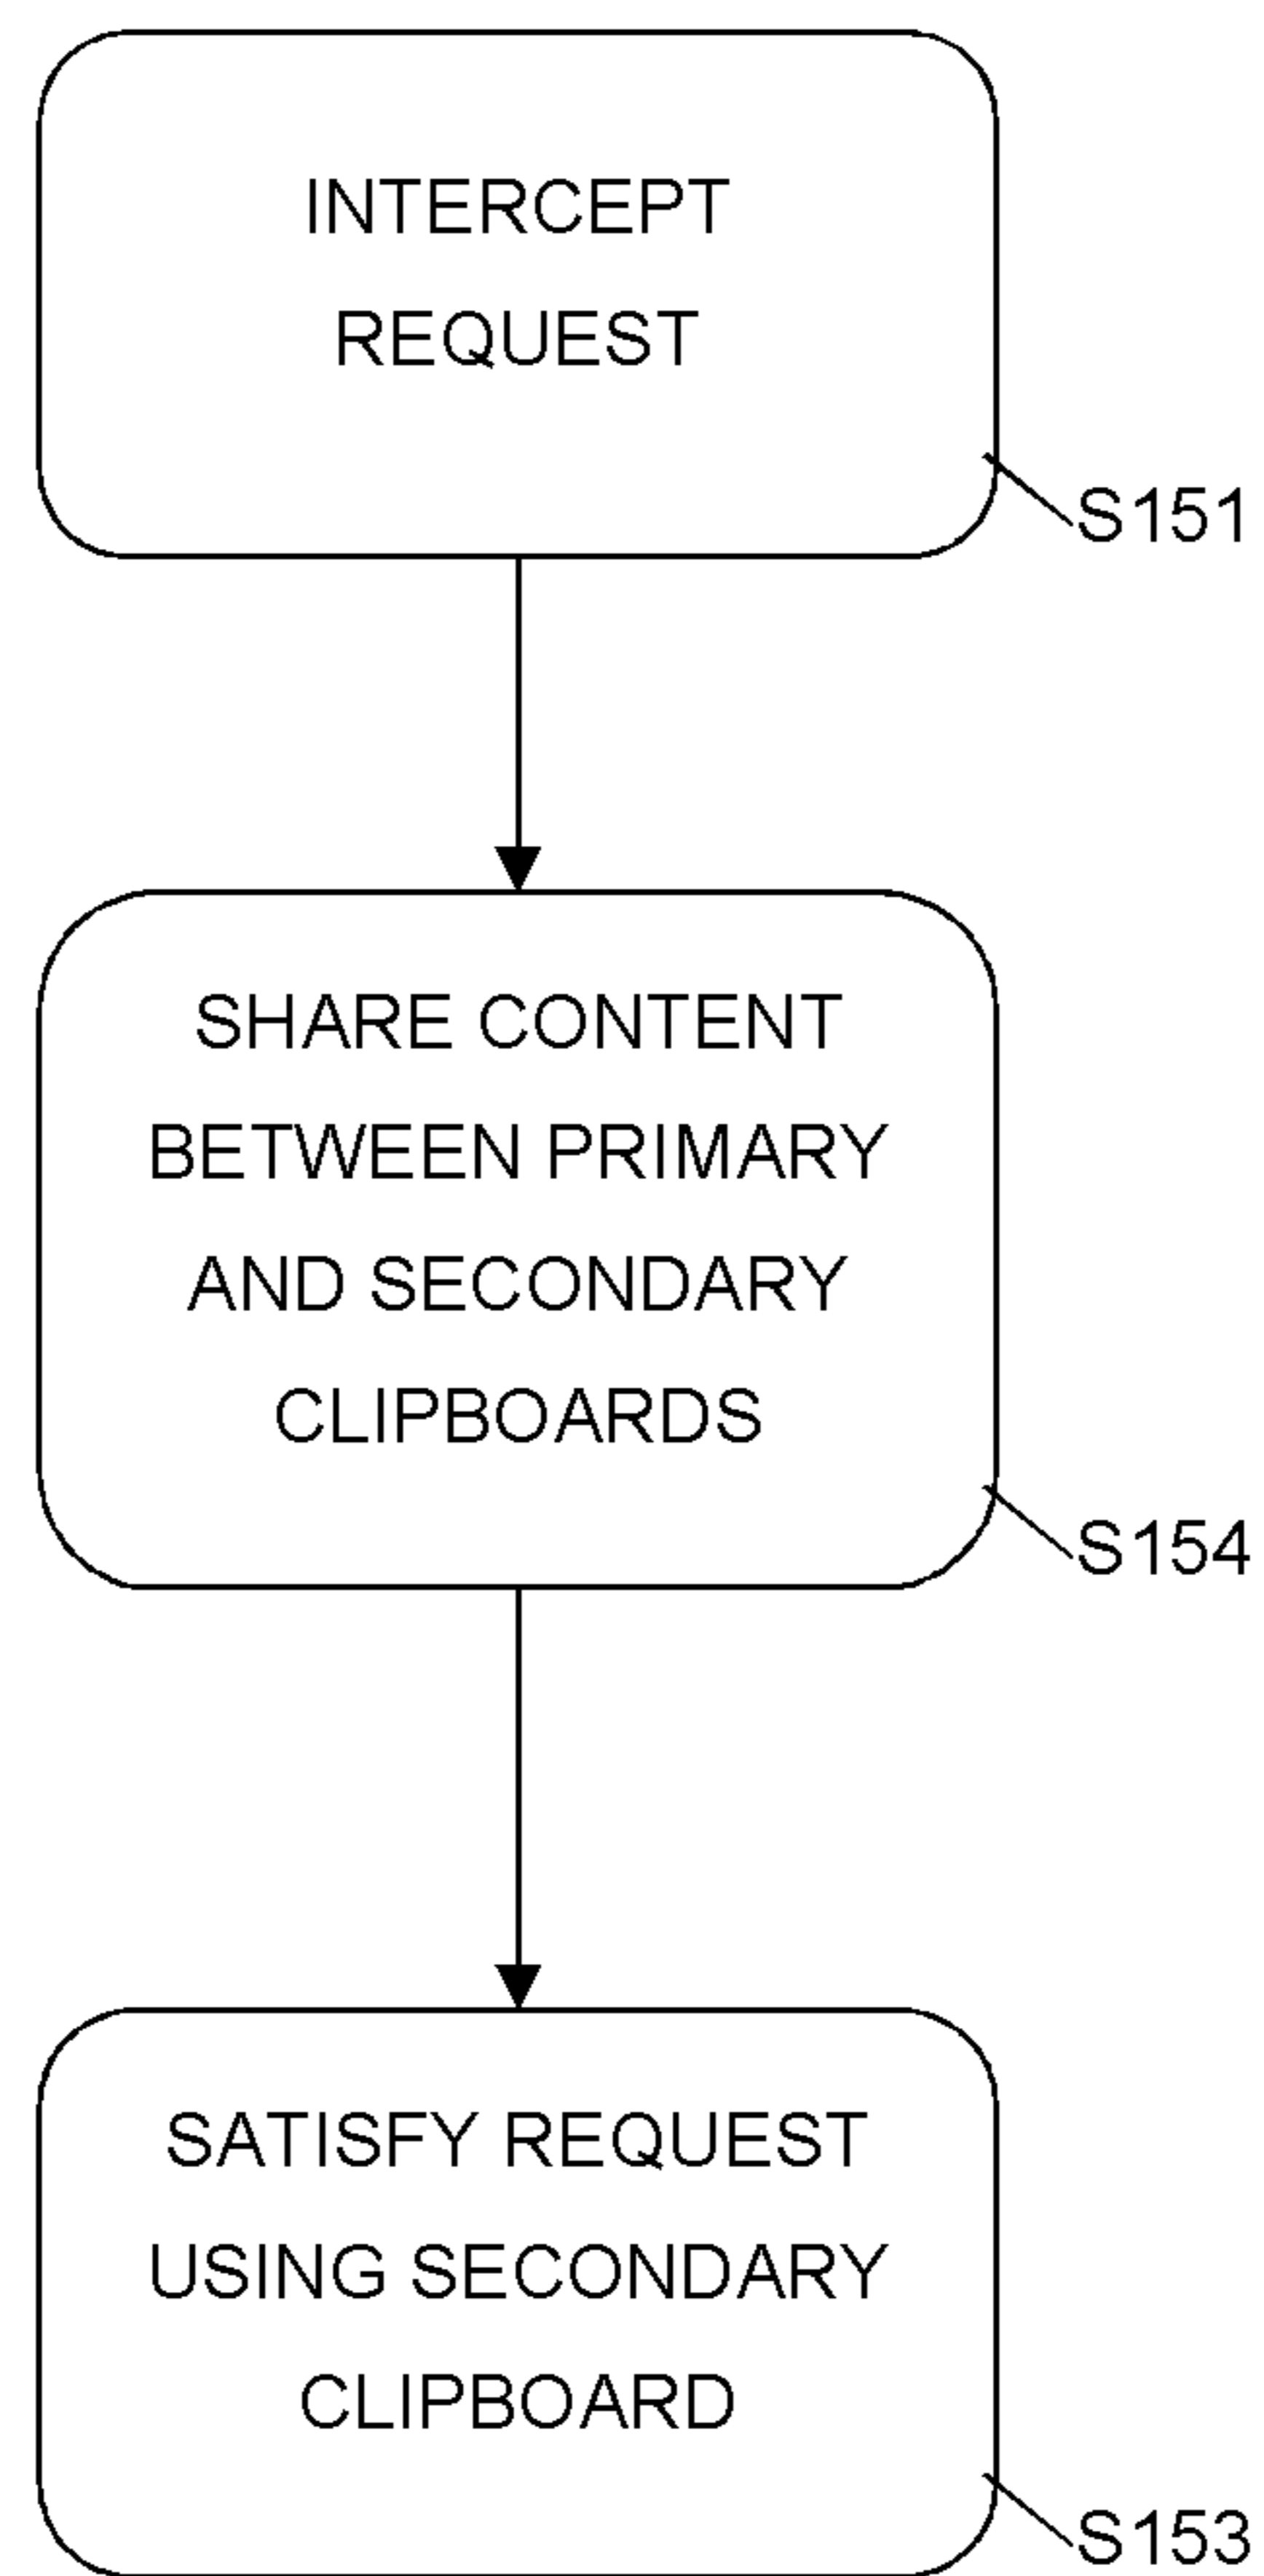 INTERCEPT
REQUEST
S151
SHARE CONTENT
BETWEEN PRIMARY
AND SECONDARY
CLIPBOARDS
S154
SATISFY REQUEST
USING SECONDARY
CLIPBOARD
S153